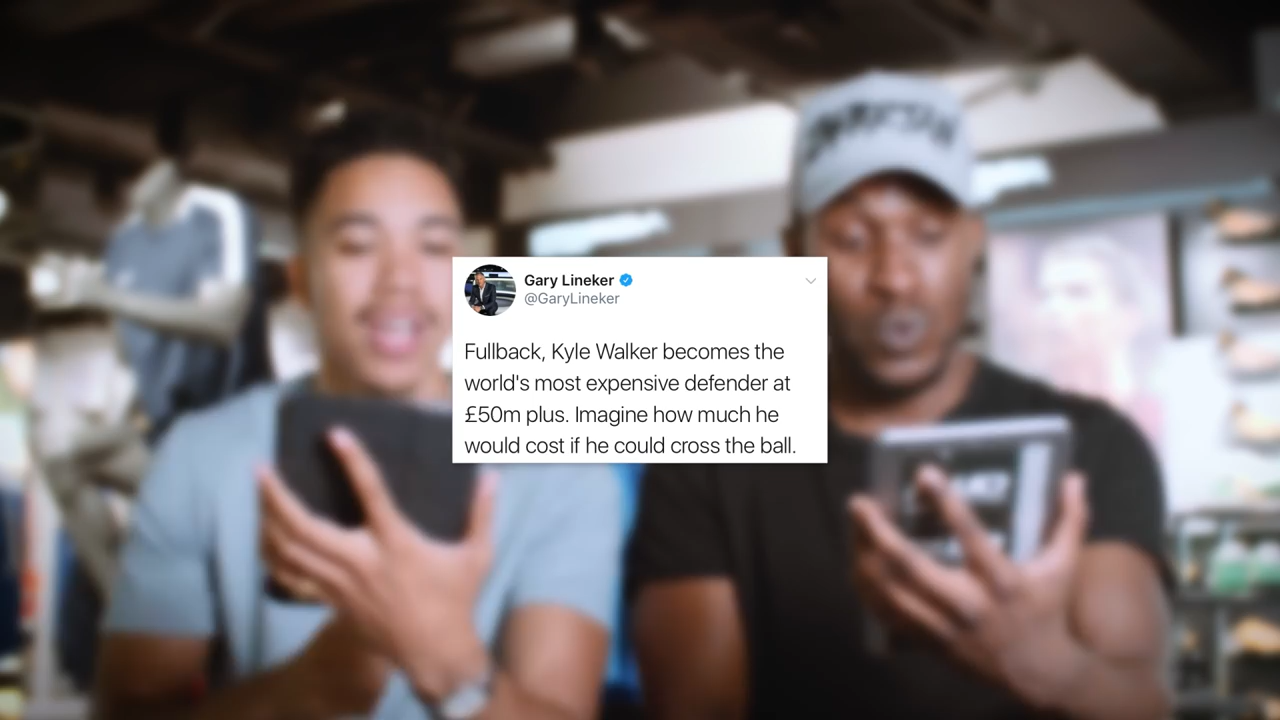 Gary Lineker
@GaryLineker
Fullback, Kyle Walker becomes the
world's most expensive defender at
£50m plus. Imagine how much he
would cost if he could cross the ball.